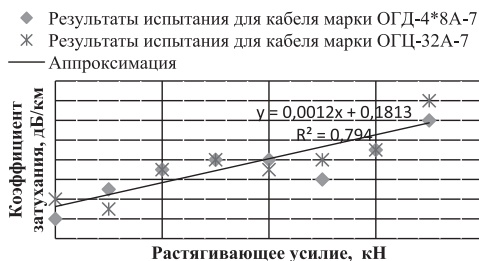 Результаты испытания для кабеля марки ОГД-4*8А-7
Результаты испытания для кабеля марки ОГЦ-32А-7
Аппроксимация
y = 0,0012x + 0,1813
R² = 0,794
Коэффициент
затухания, дБ/км
Растягивающее усилие, кН